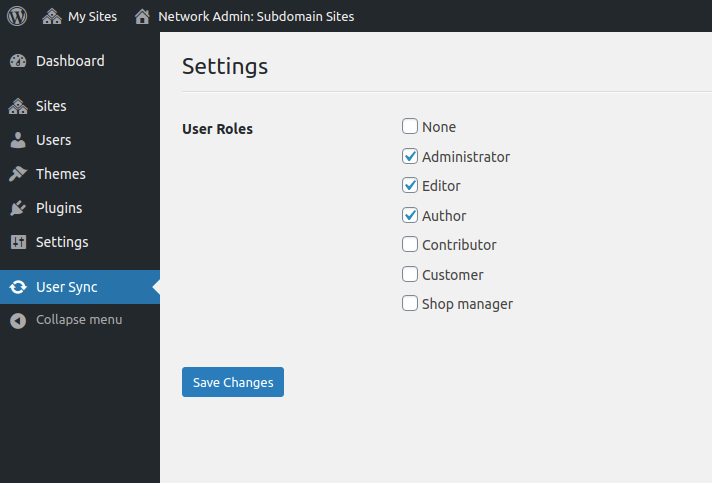 My Sites
Network Admin: Subdomain Sites
Dashboard
Sites
Users
Themes
Plugins
Settings
User Sync
Collapse menu
Settings
User Roles
None
Administrator
Editor
Author
Contributor
Customer
Shop manager
Save Changes